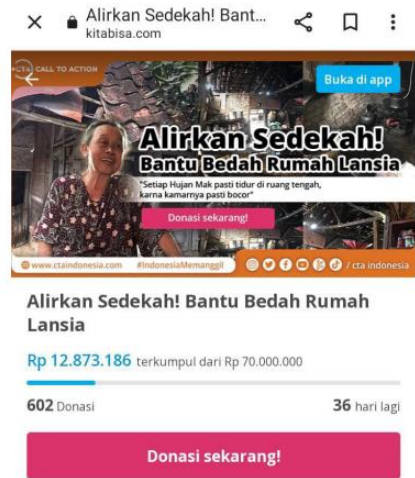 Alirkan Sedekah! Bant...
kitabisa.com
CTA CALL TO ACTION
Buka di app
Alirkan Sedekah!
Bantu Bedah Rumah Lansia
"Setiap Hujan Mak pasti tidur di ruang tengah,
karna kamarnya pasti bocor"
Donasi sekarang!
www.ctaindonesia.com #IndonesiaMemanggil / cta indonesia
Alirkan Sedekah! Bantu Bedah Rumah
Lansia
Rp 12.873.186 terkumpul dari Rp 70.000.000
602 Donasi 36 hari lagi
Donasi sekarang!